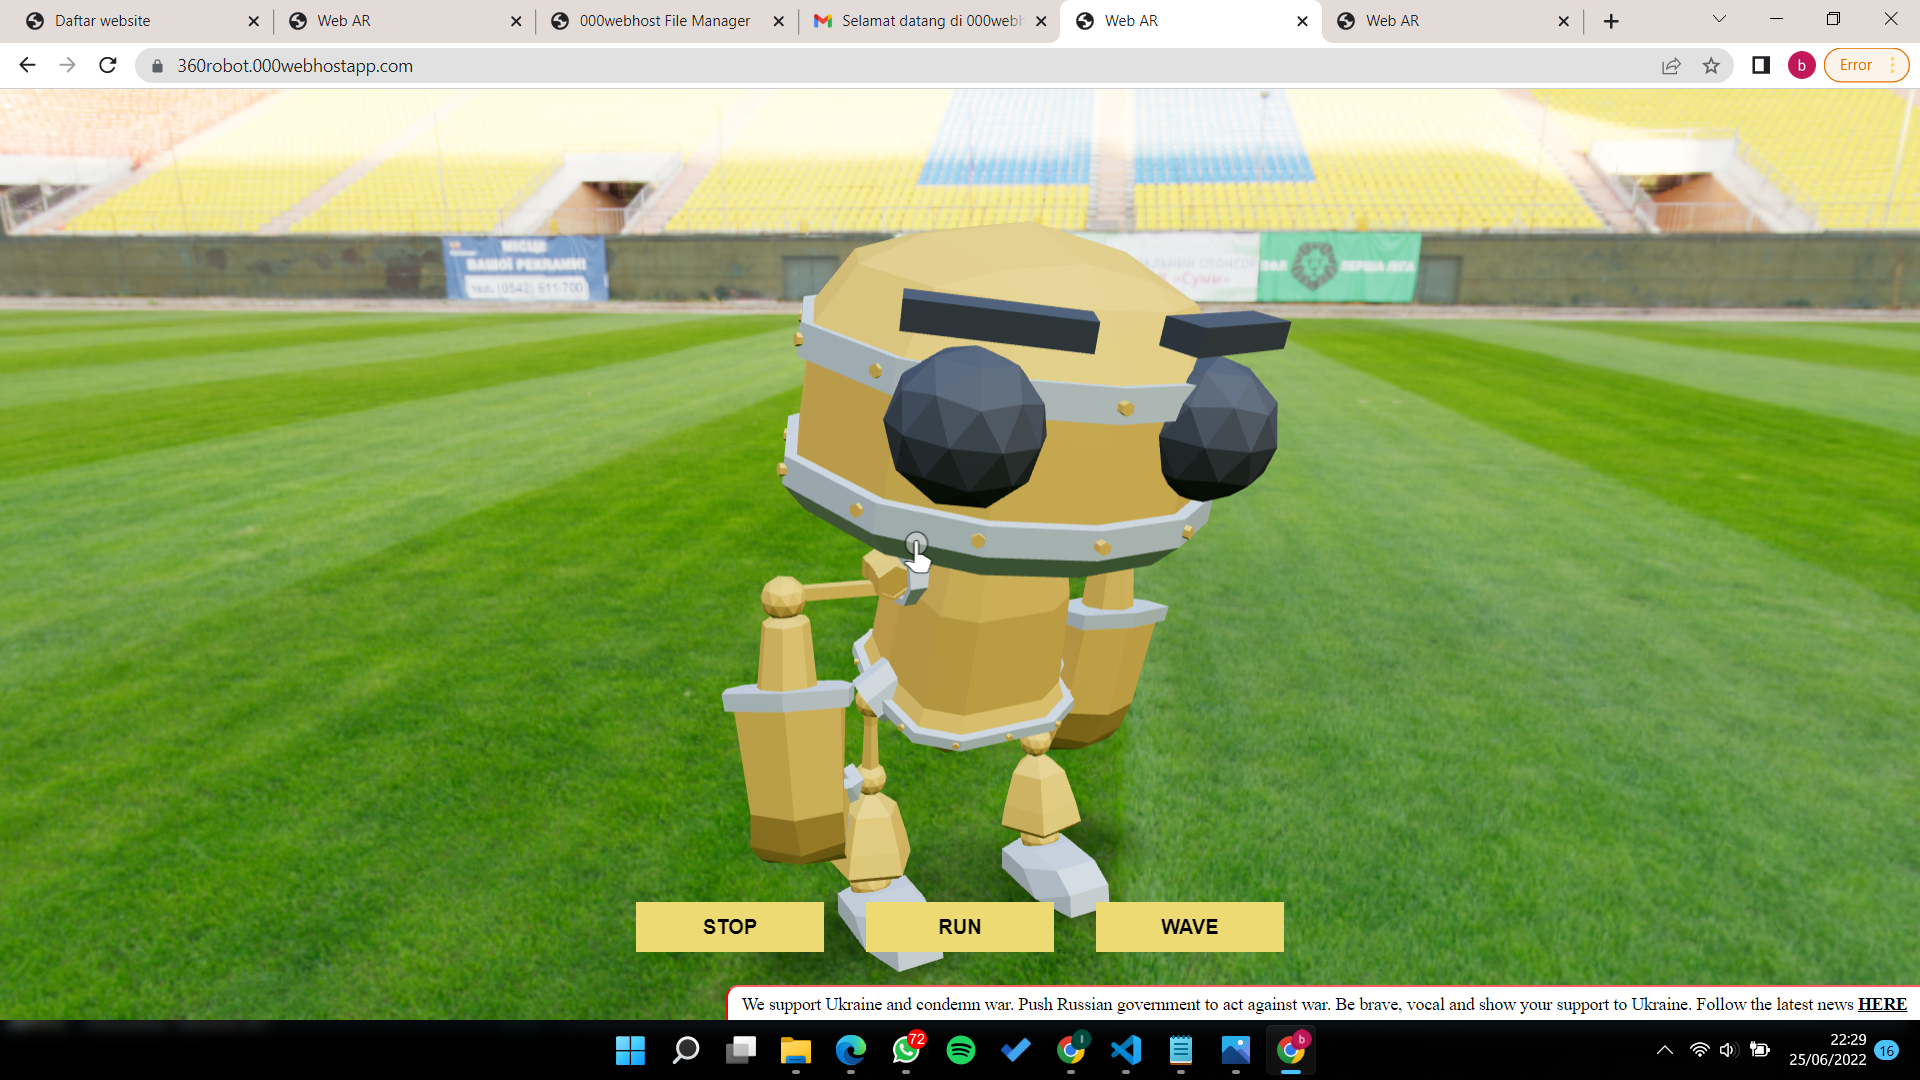 Daftar website
Web AR
000webhost File Manager
Selamat datang di 000webh
Web AR
Web AR
360robot.000webhostapp.com
b
Error
МІСЦЕ
ВАШОЇ РЕКЛАМИ!
тел. (0542) 611-700
«Суми»
ПЕРША ЛІГА
STOP
RUN
WAVE
We support Ukraine and condemn war. Push Russian government to act against war. Be brave, vocal and show your support to Ukraine. Follow the latest news HERE
72
b
22:29
25/06/2022
16